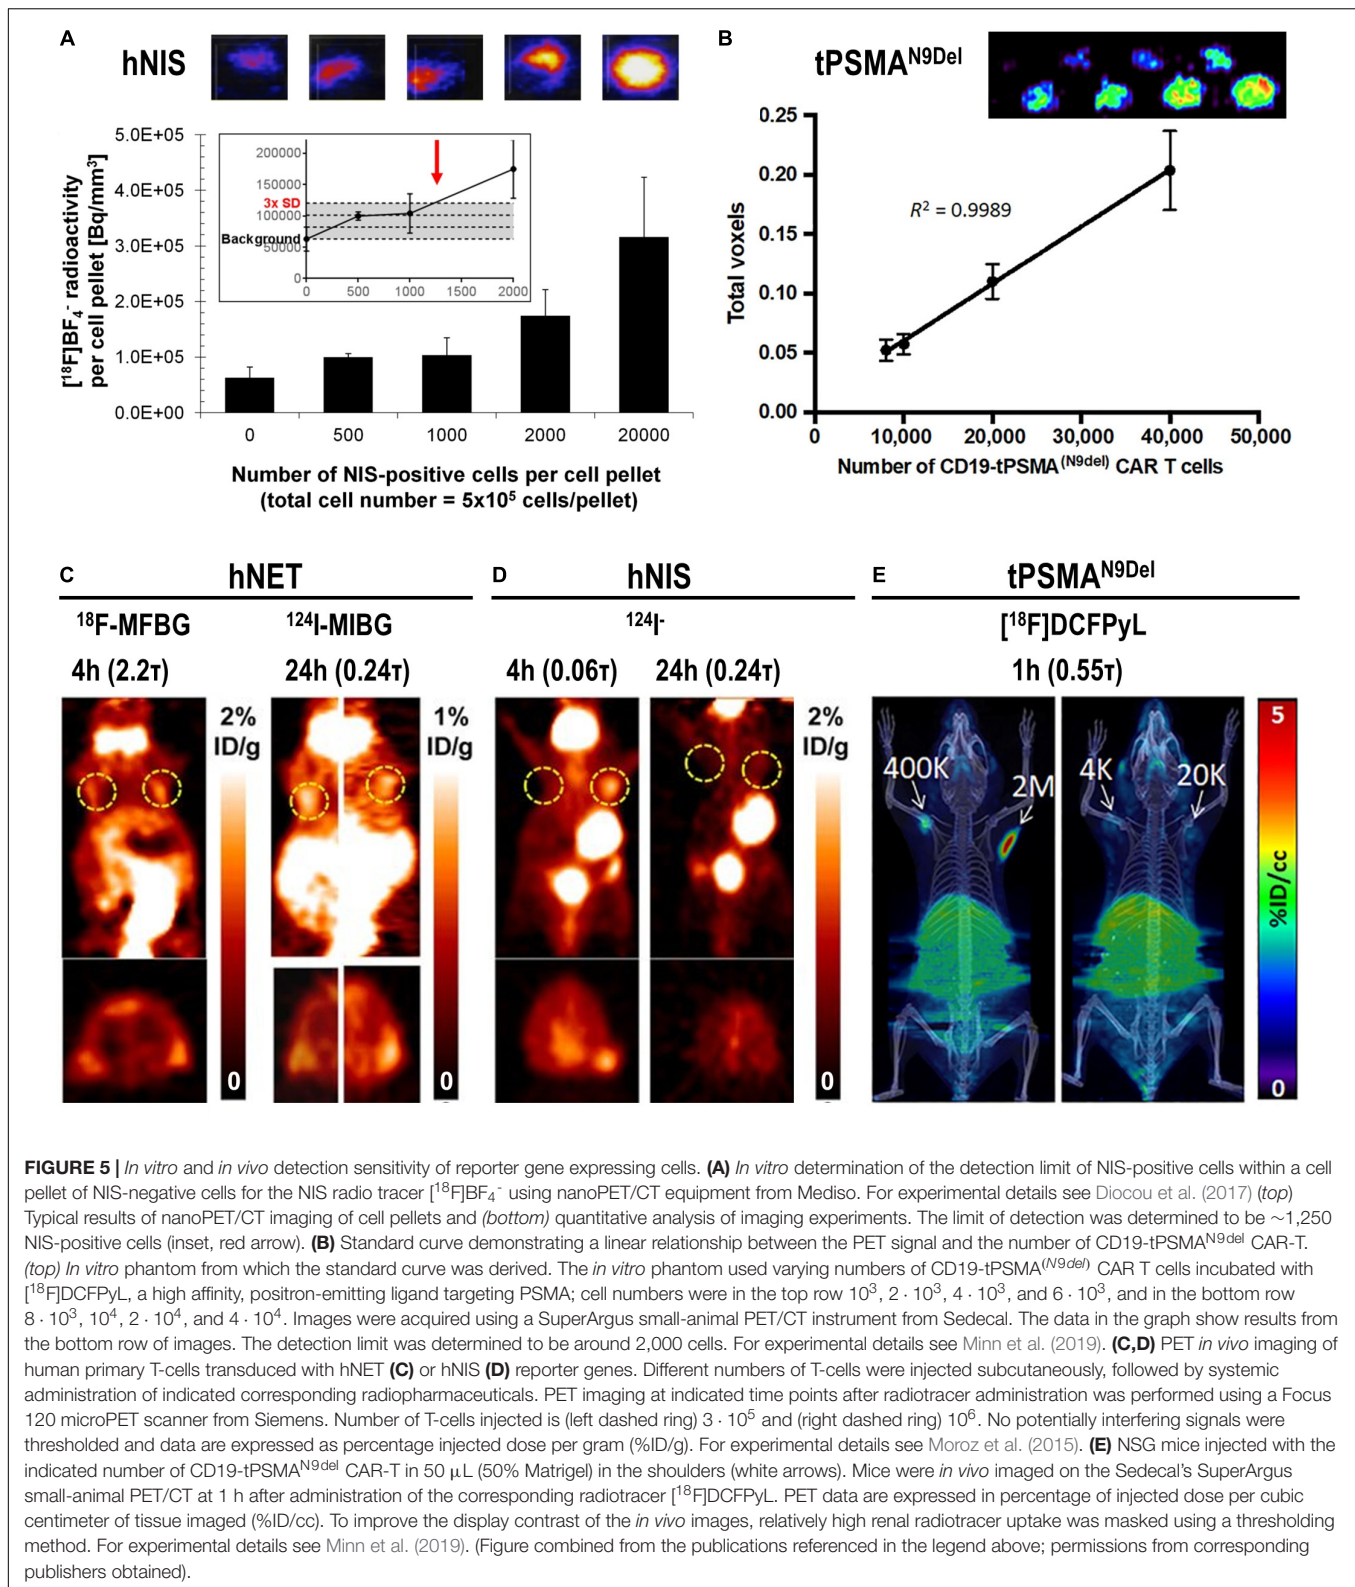 A
hNIS
[¹⁸F]BF₄⁻ radioactivity
per cell pellet [Bq/mm³]
5.0E+05
4.0E+05
3.0E+05
2.0E+05
1.0E+05
0.0E+00
200000
150000
3x SD
100000
Background
50000
0
0 500 1000 1500 2000
0 500 1000 2000 20000
Number of NIS-positive cells per cell pellet
(total cell number = 5x10⁵ cells/pellet)
B
tPSMA^N9Del
Total voxels
0.25
0.20
0.15
0.10
0.05
0.00
R² = 0.9989
0 10,000 20,000 30,000 40,000 50,000
Number of CD19-tPSMA^(N9del) CAR T cells
C
hNET
¹⁸F-MFBG ¹²⁴I-MIBG
4h (2.2τ) 24h (0.24τ)
2%
ID/g
0
1%
ID/g
0
D
hNIS
¹²⁴I⁻
4h (0.06τ) 24h (0.24τ)
2%
ID/g
0
E
tPSMA^N9Del
[¹⁸F]DCFPyL
1h (0.55τ)
400K
2M
4K
20K
5
%ID/cc
0
FIGURE 5 | In vitro and in vivo detection sensitivity of reporter gene expressing cells. (A) In vitro determination of the detection limit of NIS-positive cells within a cell
pellet of NIS-negative cells for the NIS radio tracer [¹⁸F]BF₄⁻ using nanoPET/CT equipment from Mediso. For experimental details see Diocou et al. (2017) (top)
Typical results of nanoPET/CT imaging of cell pellets and (bottom) quantitative analysis of imaging experiments. The limit of detection was determined to be ∼1,250
NIS-positive cells (inset, red arrow). (B) Standard curve demonstrating a linear relationship between the PET signal and the number of CD19-tPSMA^N9del CAR-T.
(top) In vitro phantom from which the standard curve was derived. The in vitro phantom used varying numbers of CD19-tPSMA^(N9del) CAR T cells incubated with
[¹⁸F]DCFPyL, a high affinity, positron-emitting ligand targeting PSMA; cell numbers were in the top row 10³, 2 · 10³, 4 · 10³, and 6 · 10³, and in the bottom row
8 · 10³, 10⁴, 2 · 10⁴, and 4 · 10⁴. Images were acquired using a SuperArgus small-animal PET/CT instrument from Sedecal. The data in the graph show results from
the bottom row of images. The detection limit was determined to be around 2,000 cells. For experimental details see Minn et al. (2019). (C,D) PET in vivo imaging of
human primary T-cells transduced with hNET (C) or hNIS (D) reporter genes. Different numbers of T-cells were injected subcutaneously, followed by systemic
administration of indicated corresponding radiopharmaceuticals. PET imaging at indicated time points after radiotracer administration was performed using a Focus
120 microPET scanner from Siemens. Number of T-cells injected is (left dashed ring) 3 · 10⁵ and (right dashed ring) 10⁶. No potentially interfering signals were
thresholded and data are expressed as percentage injected dose per gram (%ID/g). For experimental details see Moroz et al. (2015). (E) NSG mice injected with the
indicated number of CD19-tPSMA^N9del CAR-T in 50 μL (50% Matrigel) in the shoulders (white arrows). Mice were in vivo imaged on the Sedecal's SuperArgus
small-animal PET/CT at 1 h after administration of the corresponding radiotracer [¹⁸F]DCFPyL. PET data are expressed in percentage of injected dose per cubic
centimeter of tissue imaged (%ID/cc). To improve the display contrast of the in vivo images, relatively high renal radiotracer uptake was masked using a thresholding
method. For experimental details see Minn et al. (2019). (Figure combined from the publications referenced in the legend above; permissions from corresponding
publishers obtained).